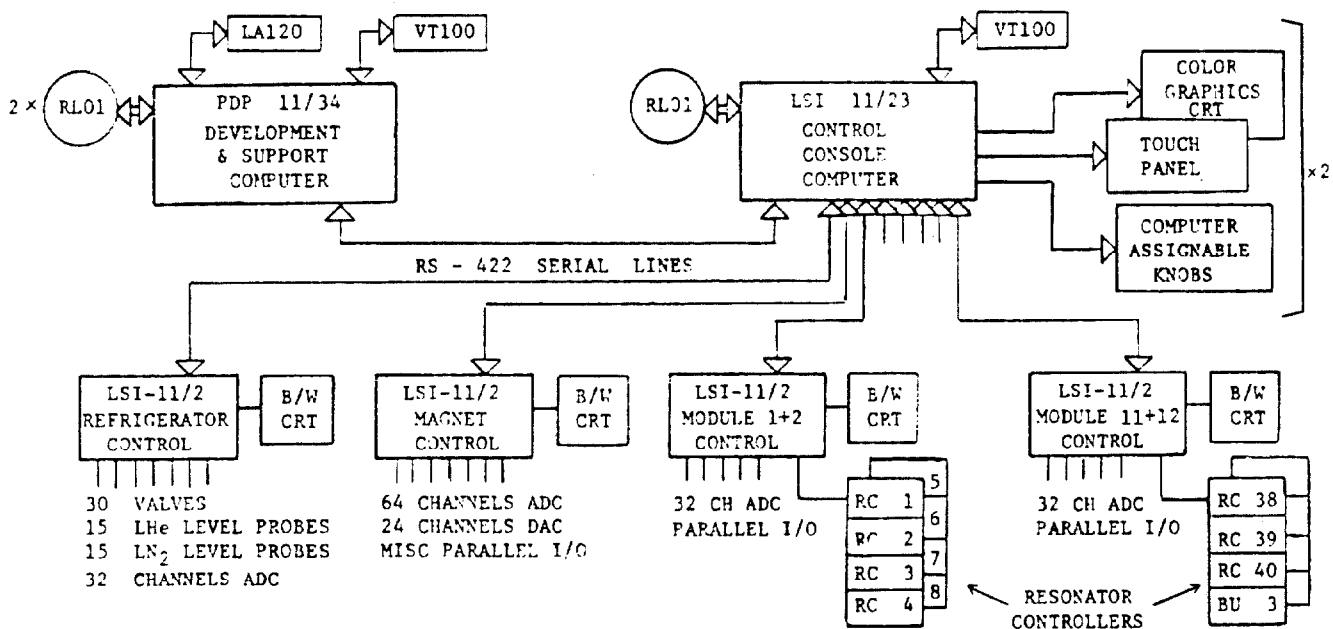 LA120
VT100
2 ×
RL01
PDP 11/34
DEVELOPMENT
& SUPPORT
COMPUTER
VT100
RL01
LSI 11/23
CONTROL
CONSOLE
COMPUTER
COLOR
GRAPHICS
CRT
TOUCH
PANEL
COMPUTER
ASSIGNABLE
KNOBS
×2
RS - 422 SERIAL LINES
LSI-11/2
REFRIGERATOR
CONTROL
B/W
CRT
30 VALVES
15 LHe LEVEL PROBES
15 LN₂ LEVEL PROBES
32 CHANNELS ADC
LSI-11/2
MAGNET
CONTROL
B/W
CRT
64 CHANNELS ADC
24 CHANNELS DAC
MISC PARALLEL I/O
LSI-11/2
MODULE 1+2
CONTROL
B/W
CRT
32 CH ADC
PARALLEL I/O
RC 1
RC 2
RC 3
RC 4
5
6
7
8
LSI-11/2
MODULE 11+12
CONTROL
B/W
CRT
32 CH ADC
PARALLEL I/O
RC 38
RC 39
RC 40
BU 3
RESONATOR
CONTROLLERS